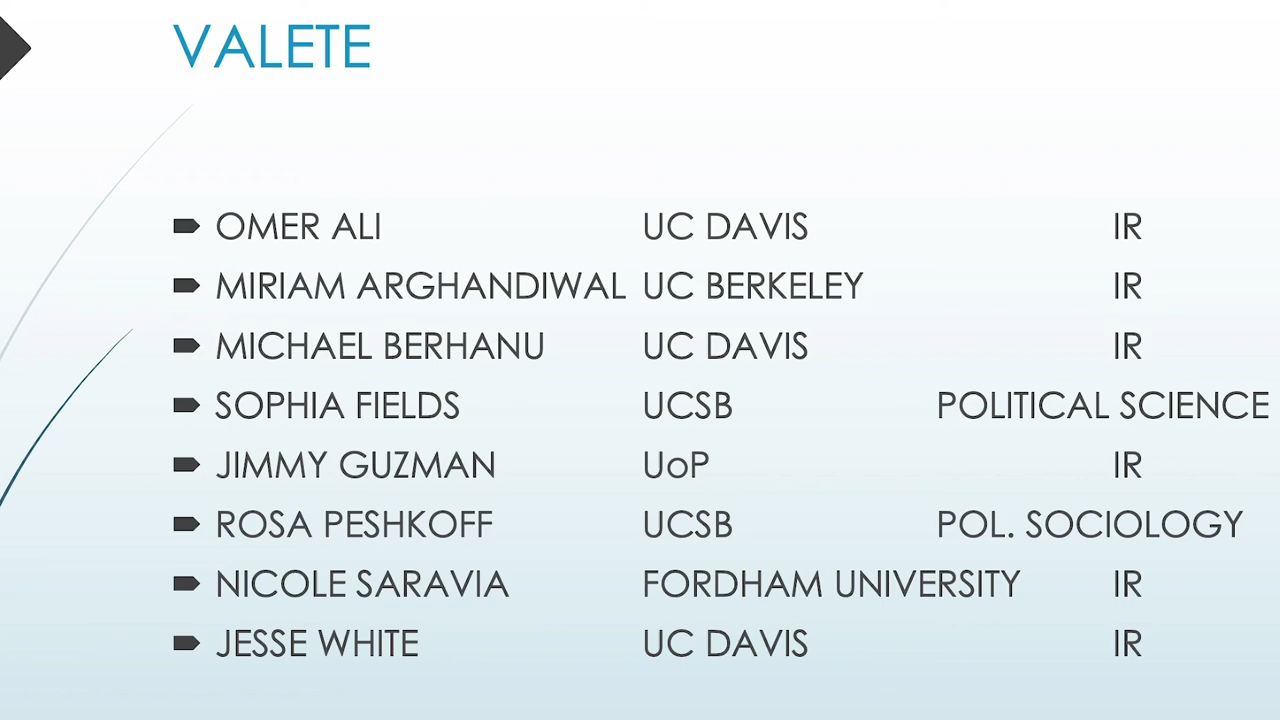 VALETE
OMER ALI UC DAVIS IR
MIRIAM ARGHANDIWAL UC BERKELEY IR
MICHAEL BERHANU UC DAVIS IR
SOPHIA FIELDS UCSB POLITICAL SCIENCE
JIMMY GUZMAN UoP IR
ROSA PESHKOFF UCSB POL. SOCIOLOGY
NICOLE SARAVIA FORDHAM UNIVERSITY IR
JESSE WHITE UC DAVIS IR